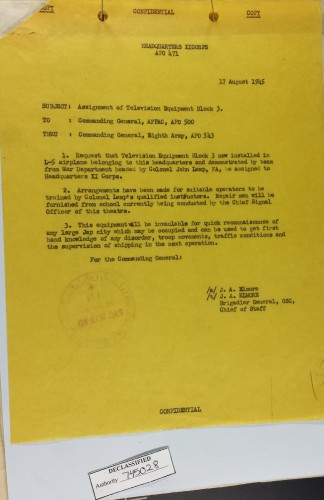 COPY
CONFIDENTIAL
COPY
HEADQUARTERS XI CORPS
APO 471
17 August 1945
SUBJECT: Assignment of Television Equipment Block 3.
TO : Commanding General, AFPAC, APO 500
THRU : Commanding General, Eighth Army, APO 343
1. Request that Television Equipment Block 3 now installed in
L-5 airplane belonging to this headquarters and demonstrated by team
from War Department headed by Colonel John Leep, FA, be assigned to
Headquarters XI Corps.
2. Arrangements have been made for suitable operators to be
trained by Colonel Leep's qualified instructors. Repair men will be
furnished from school currently being conducted by the Chief Signal
Officer of this theatre.
3. This equipment will be invaluable for quick reconnaissance of
any large Jap city which may be occupied and can be used to get first
hand knowledge of any disorder, troop movements, traffic conditions and
the supervision of shipping in the next operation.
For the Commanding General:
/s/ J. A. Elmore
/t/ J. A. ELMORE
Brigadier General, GSC,
Chief of Staff
CONFIDENTIAL
DECLASSIFIED
Authority 745028